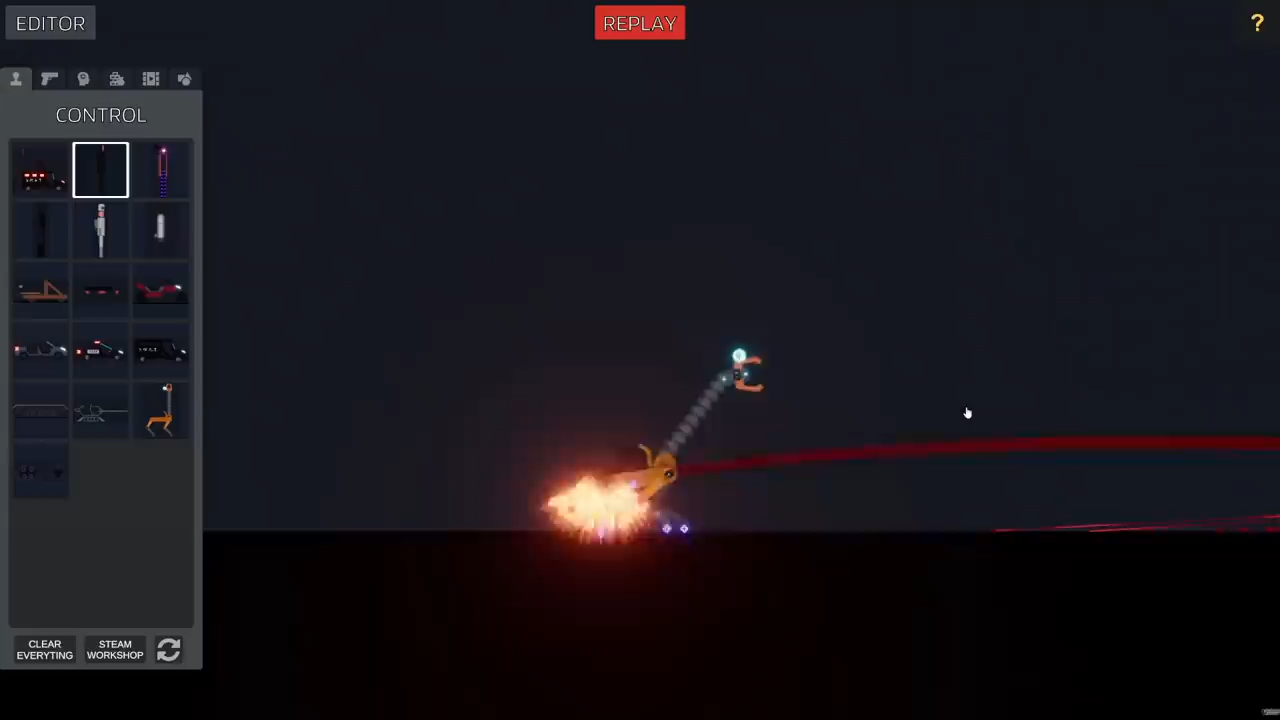 EDITOR
REPLAY
?
CONTROL
CLEAR
EVERYTING
STEAM
WORKSHOP